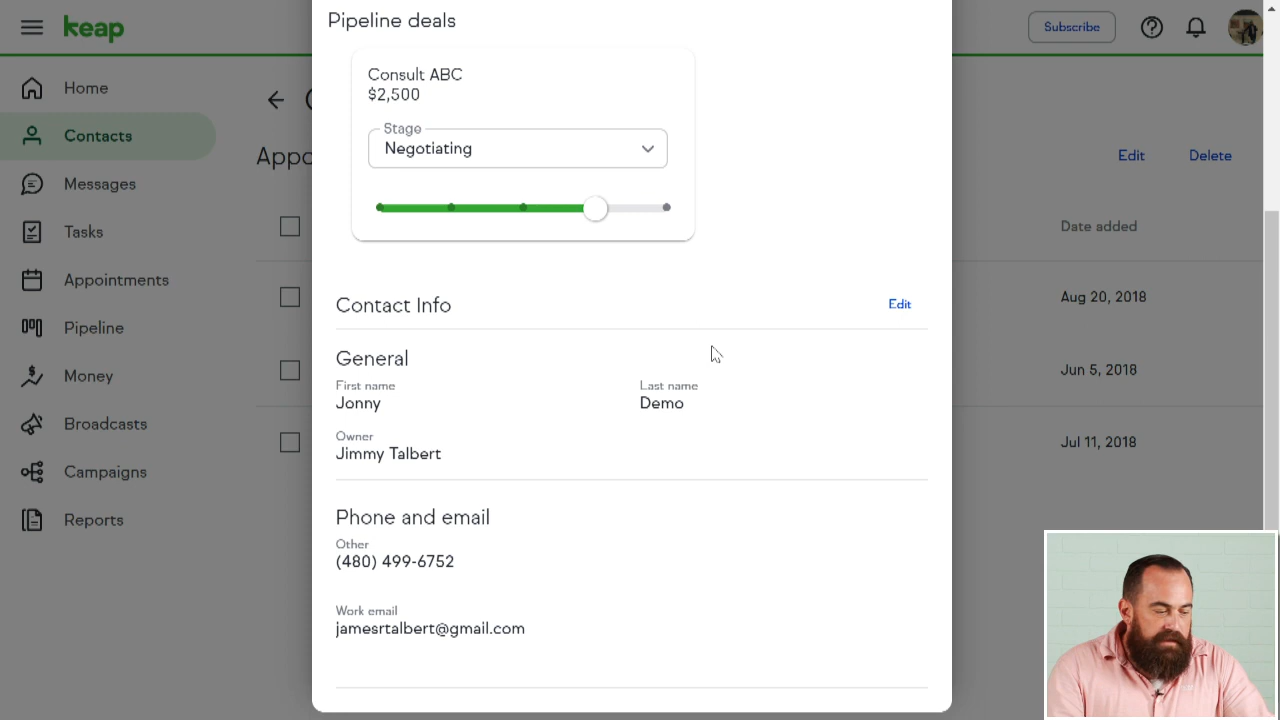 keap
Subscribe
Home
Contacts
Messages
Tasks
Appointments
Pipeline
Money
Broadcasts
Campaigns
Reports
Appo
Edit
Delete
Date added
Aug 20, 2018
Jun 5, 2018
Jul 11, 2018
Pipeline deals
Consult ABC
$2,500
Stage
Negotiating
Contact Info
Edit
General
First name
Jonny
Last name
Demo
Owner
Jimmy Talbert
Phone and email
Other
(480) 499-6752
Work email
jamesrtalbert@gmail.com